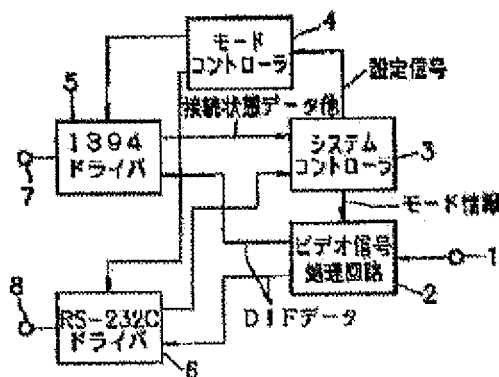 4
モード
コントローラ
設定信号
5
接続状態データ他
1394
ドライバ
7
システム
コントローラ
3
モード情報
ビデオ信号
処理回路
1
2
8
RS-232C
ドライバ
DIFデータ
6